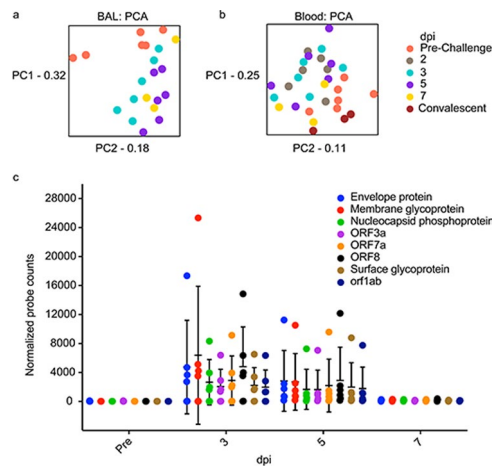 a
BAL: PCA
PC1 - 0.32
PC2 - 0.18
b
Blood: PCA
PC1 - 0.25
PC2 - 0.11
dpi
Pre-Challenge
2
3
5
7
Convalescent
c
Normalized probe counts
28000
24000
20000
16000
12000
8000
4000
0
Envelope protein
Membrane glycoprotein
Nucleocapsid phosphoprotein
ORF3a
ORF7a
ORF8
Surface glycoprotein
orf1ab
Pre
3
5
7
dpi